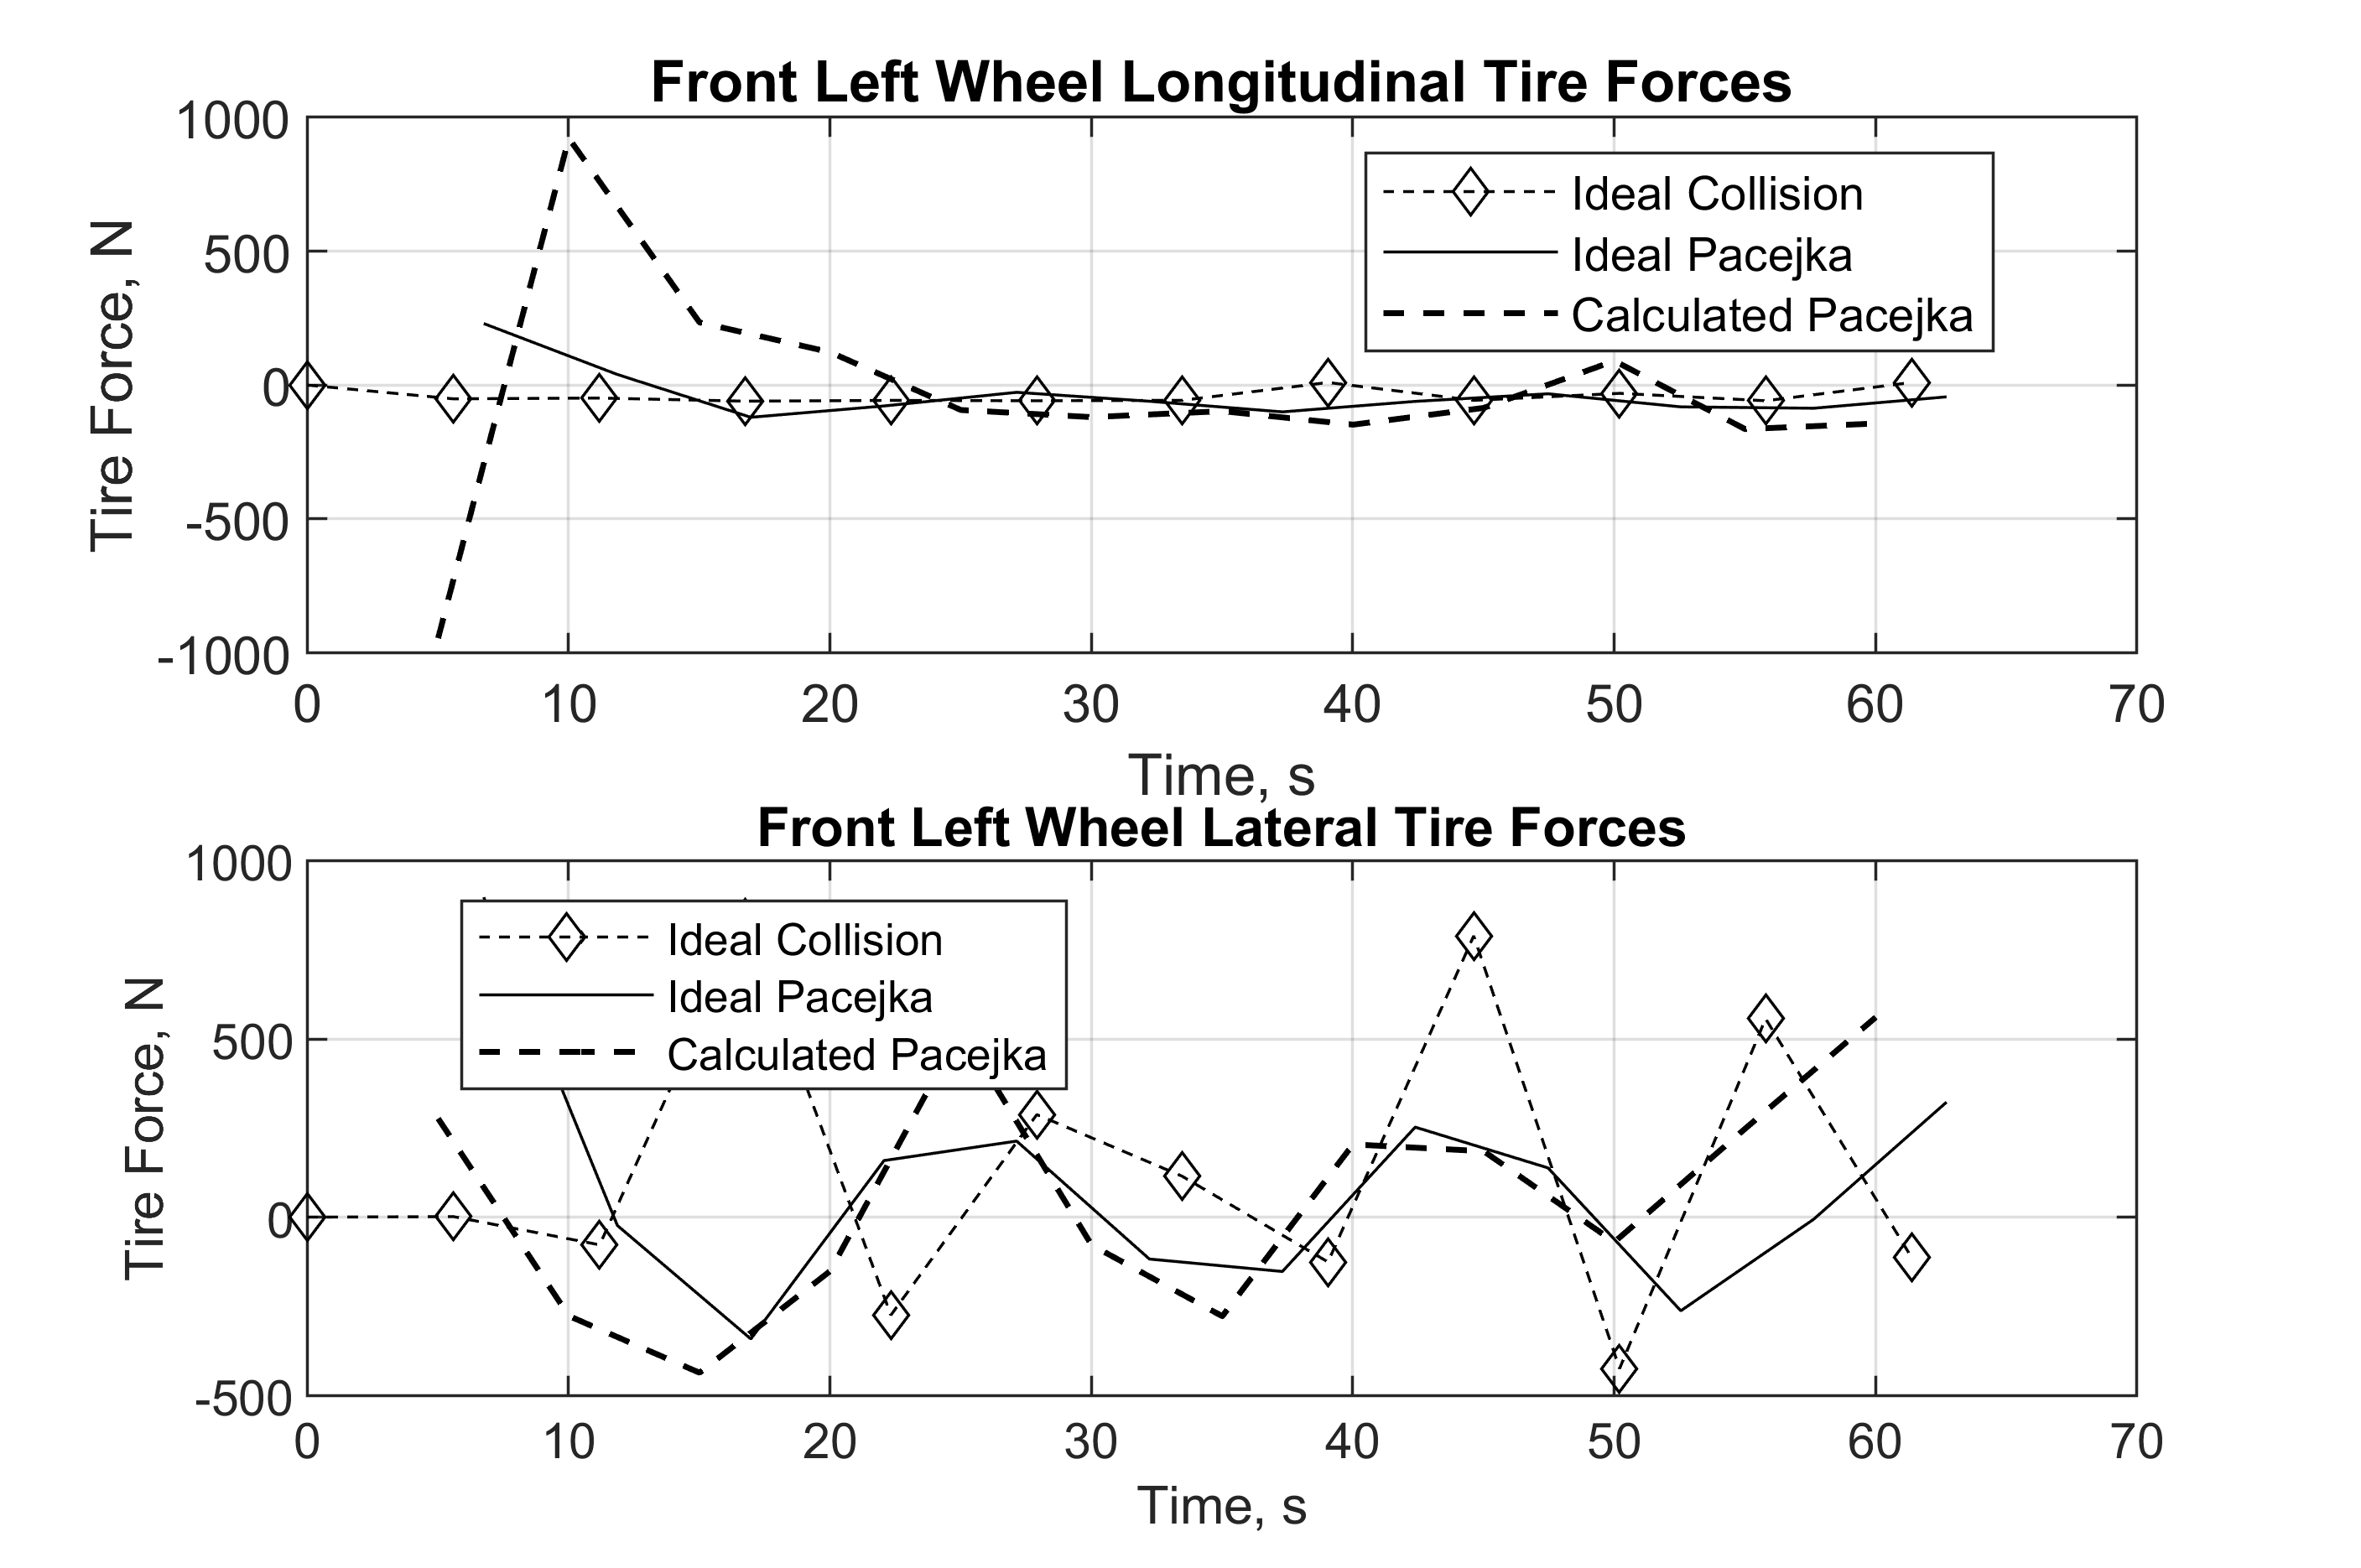 Front Left Wheel Longitudinal Tire Forces
1000
500
0
-500
-1000
Tire Force, N
Ideal Collision
Ideal Pacejka
Calculated Pacejka
0 10 20 30 40 50 60 70
Time, s
Front Left Wheel Lateral Tire Forces
1000
500
0
-500
Tire Force, N
Ideal Collision
Ideal Pacejka
Calculated Pacejka
0 10 20 30 40 50 60 70
Time, s